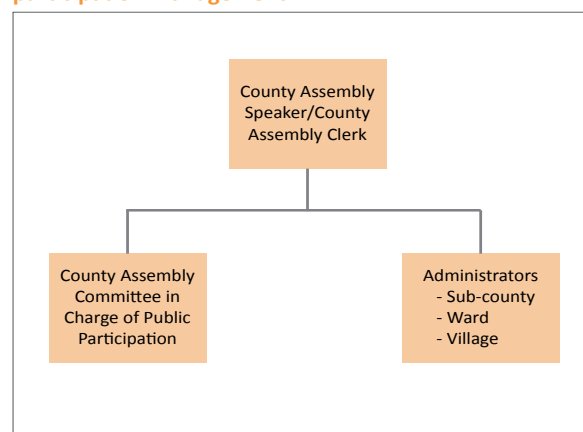 County Assembly
Speaker/County
Assembly Clerk
County Assembly
Committee in
Charge of Public
Participation
Administrators
- Sub-county
- Ward
- Village